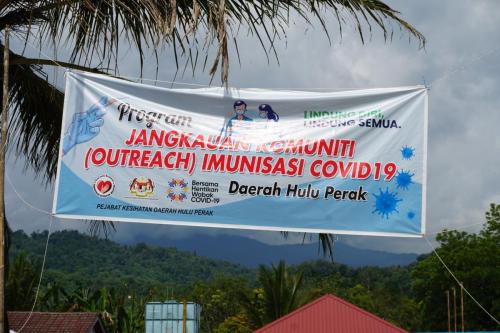 Program
LINDUNG DIRI,
LINDUNG SEMUA.
JANGKAUAN KOMUNITI
(OUTREACH) IMUNISASI COVID19
Daerah Hulu Perak
Bersama
Hentikan
Wabak
COVID-19
PEJABAT KESIHATAN DAERAH HULU PERAK